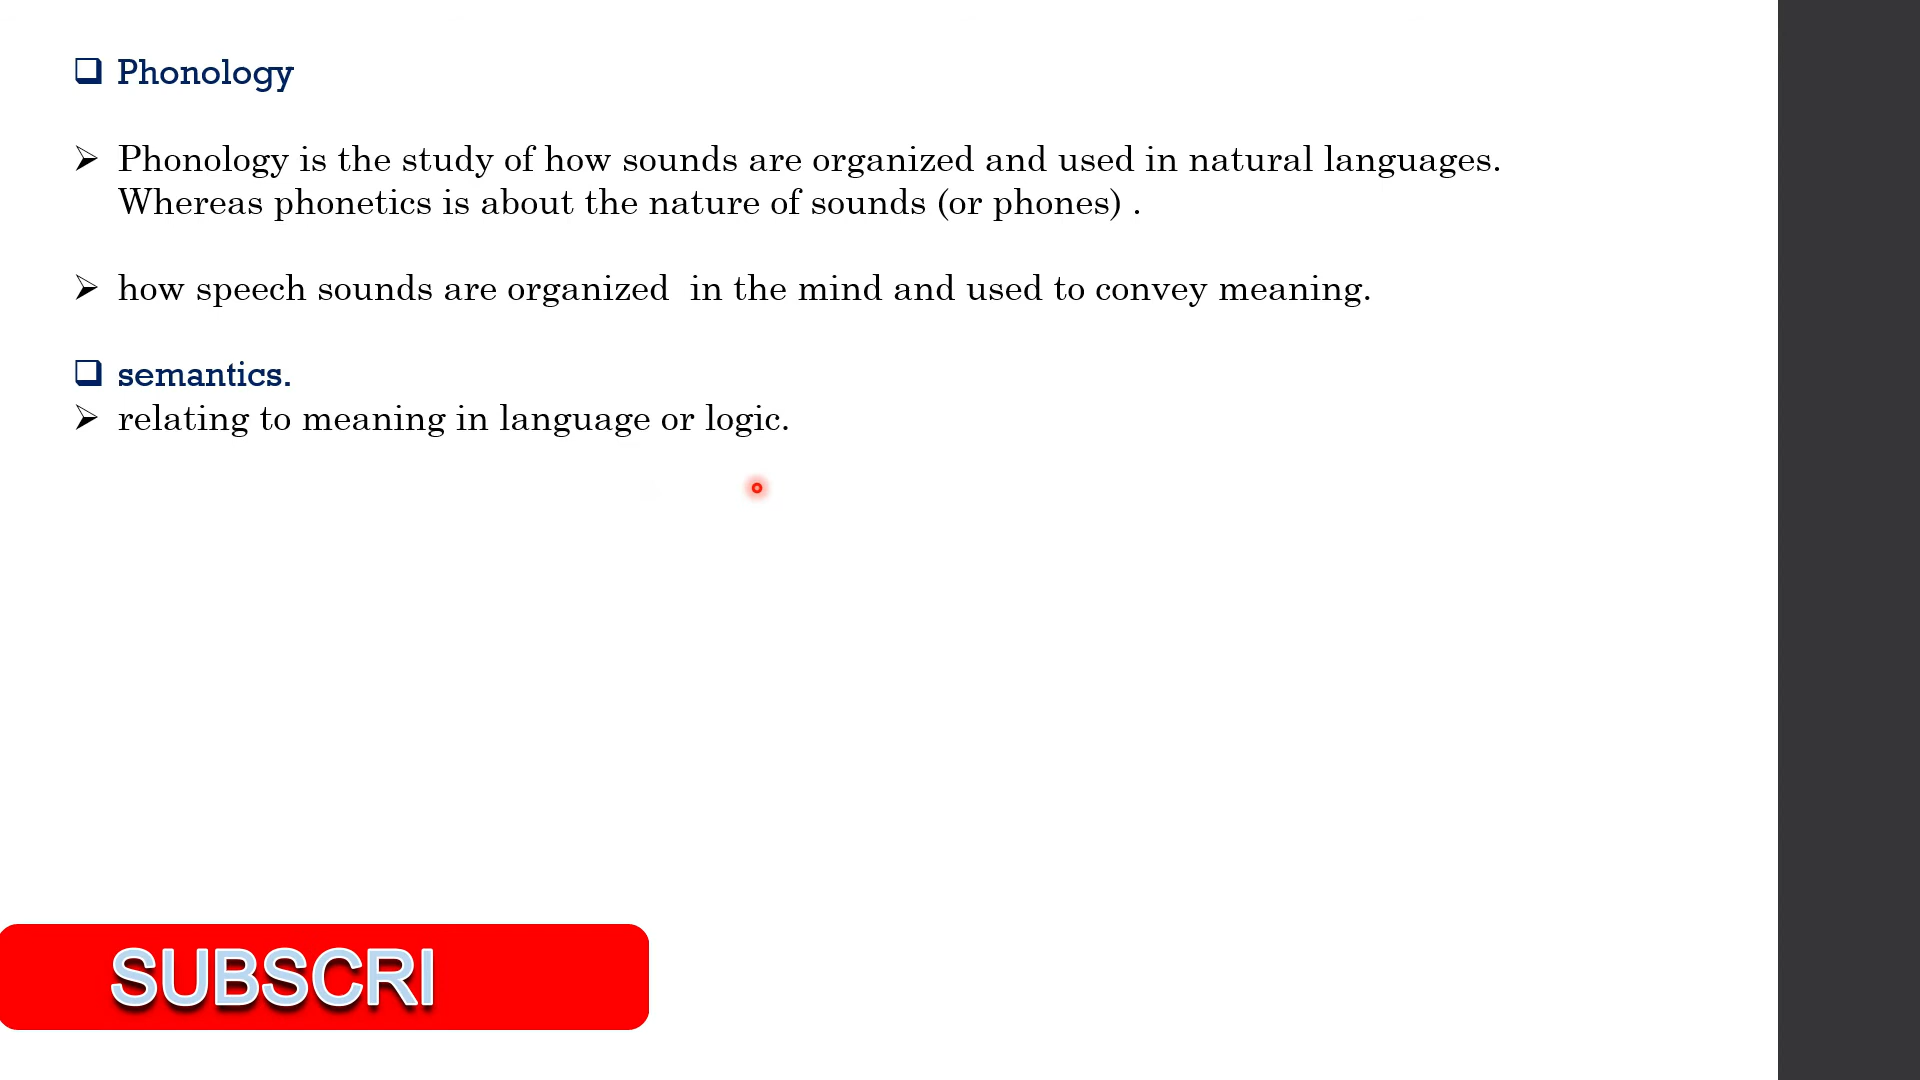 Phonology
Phonology is the study of how sounds are organized and used in natural languages.
Whereas phonetics is about the nature of sounds (or phones) .
how speech sounds are organized  in the mind and used to convey meaning.
semantics.
relating to meaning in language or logic.
SUBSCRI